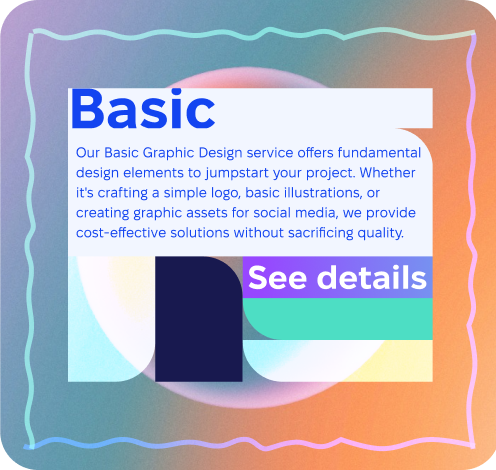 Basic
Our Basic Graphic Design service offers fundamental
design elements to jumpstart your project. Whether
it's crafting a simple logo, basic illustrations, or
creating graphic assets for social media, we provide
cost-effective solutions without sacrificing quality.
See details